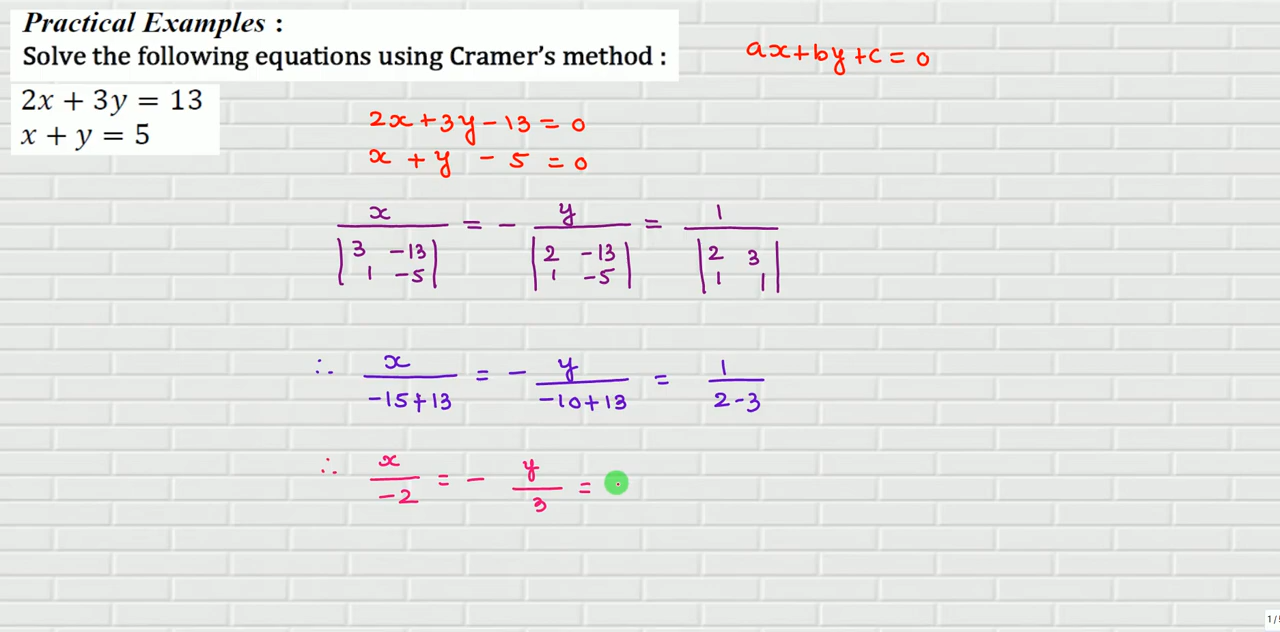 Practical Examples :
Solve the following equations using Cramer's method :
ax+by+c=0
2x + 3y = 13
x + y = 5
2x+3y-13=0
x + y - 5 = 0
x/|3 -13; 1 -5| = - y/|2 -13; 1 -5| = 1/|2 3; 1 1|
∴ x/(-15+13) = - y/(-10+13) = 1/(2-3)
∴ x/-2 = - y/3 =